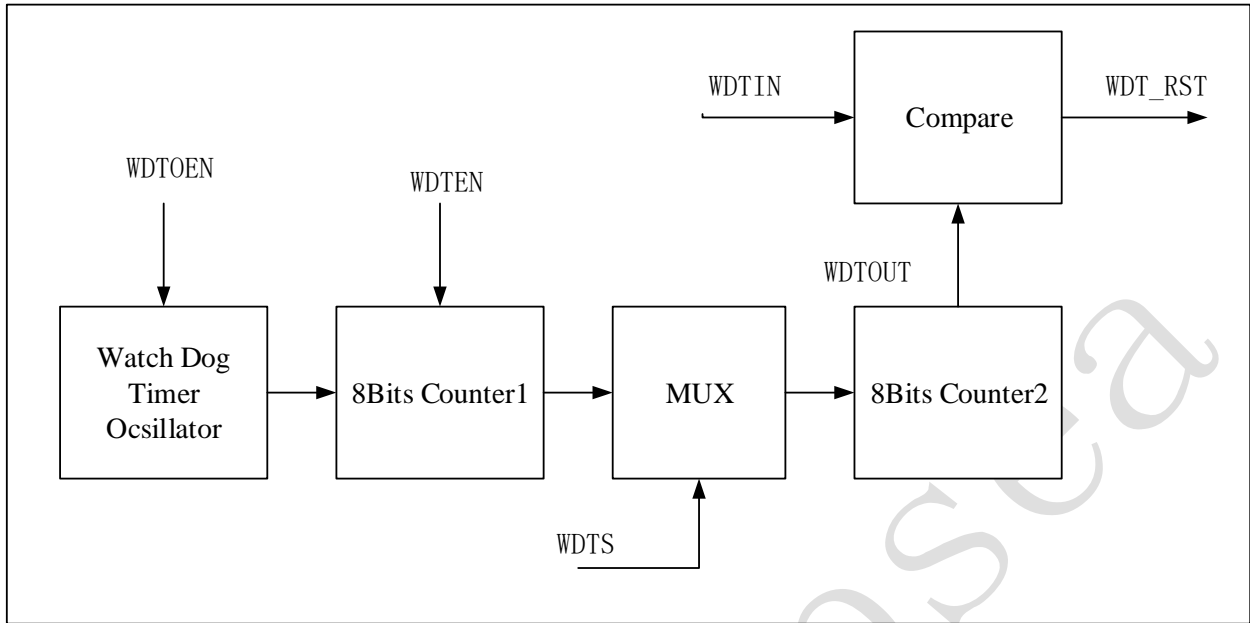 WDTIN
WDT_RST
Compare
WDTOEN
WDTEN
WDTOUT
Watch Dog
Timer
Ocsillator
8Bits Counter1
MUX
8Bits Counter2
WDTS